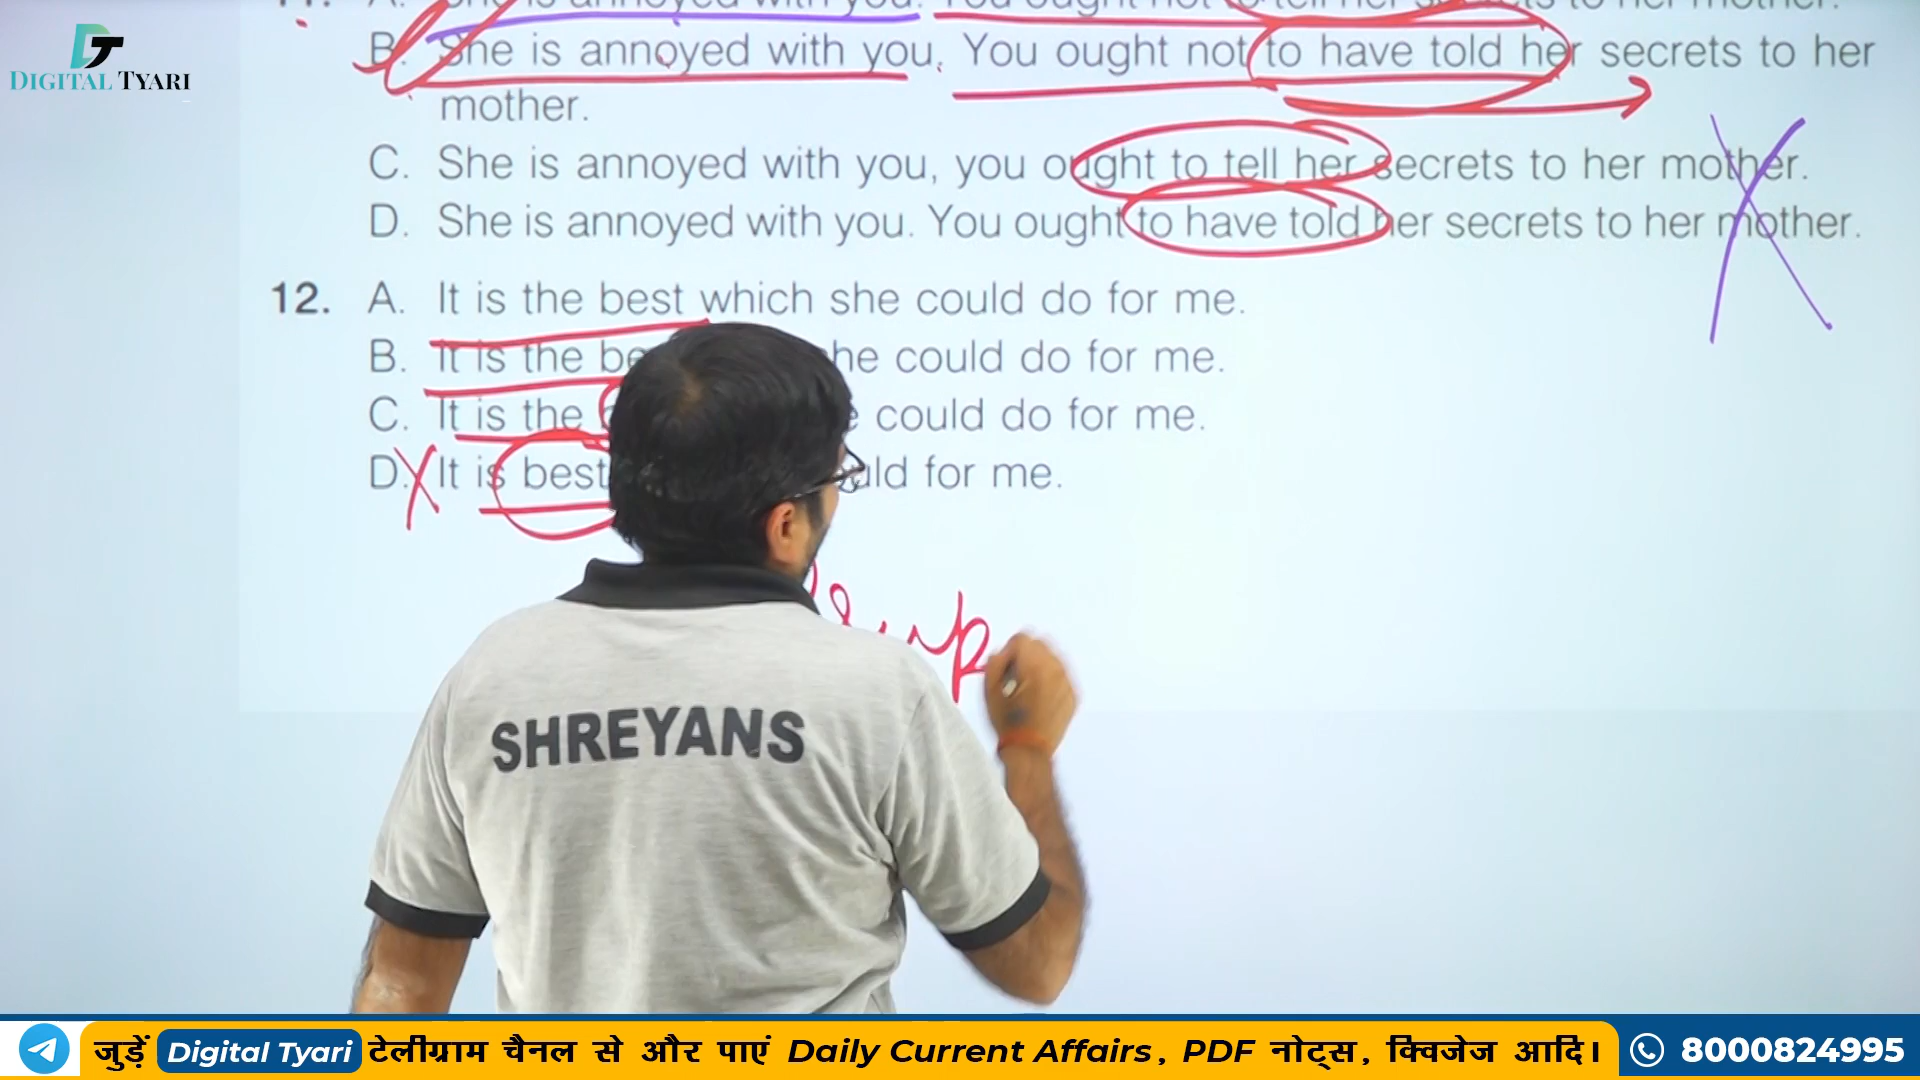 DT
DIGITAL TYARI
B. She is annoyed with you. You ought not to have told her secrets to her
mother.
C. She is annoyed with you, you ought to tell her secrets to her mother.
D. She is annoyed with you. You ought to have told her secrets to her mother.
12. A. It is the best which she could do for me.
B. It is the he could do for me.
C. It is the could do for me.
D. It is best for me.
SHREYANS
जुड़ें Digital Tyari टेलीग्राम चैनल से और पाएं Daily Current Affairs, PDF नोट्स, क्विजेज आदि। 8000824995